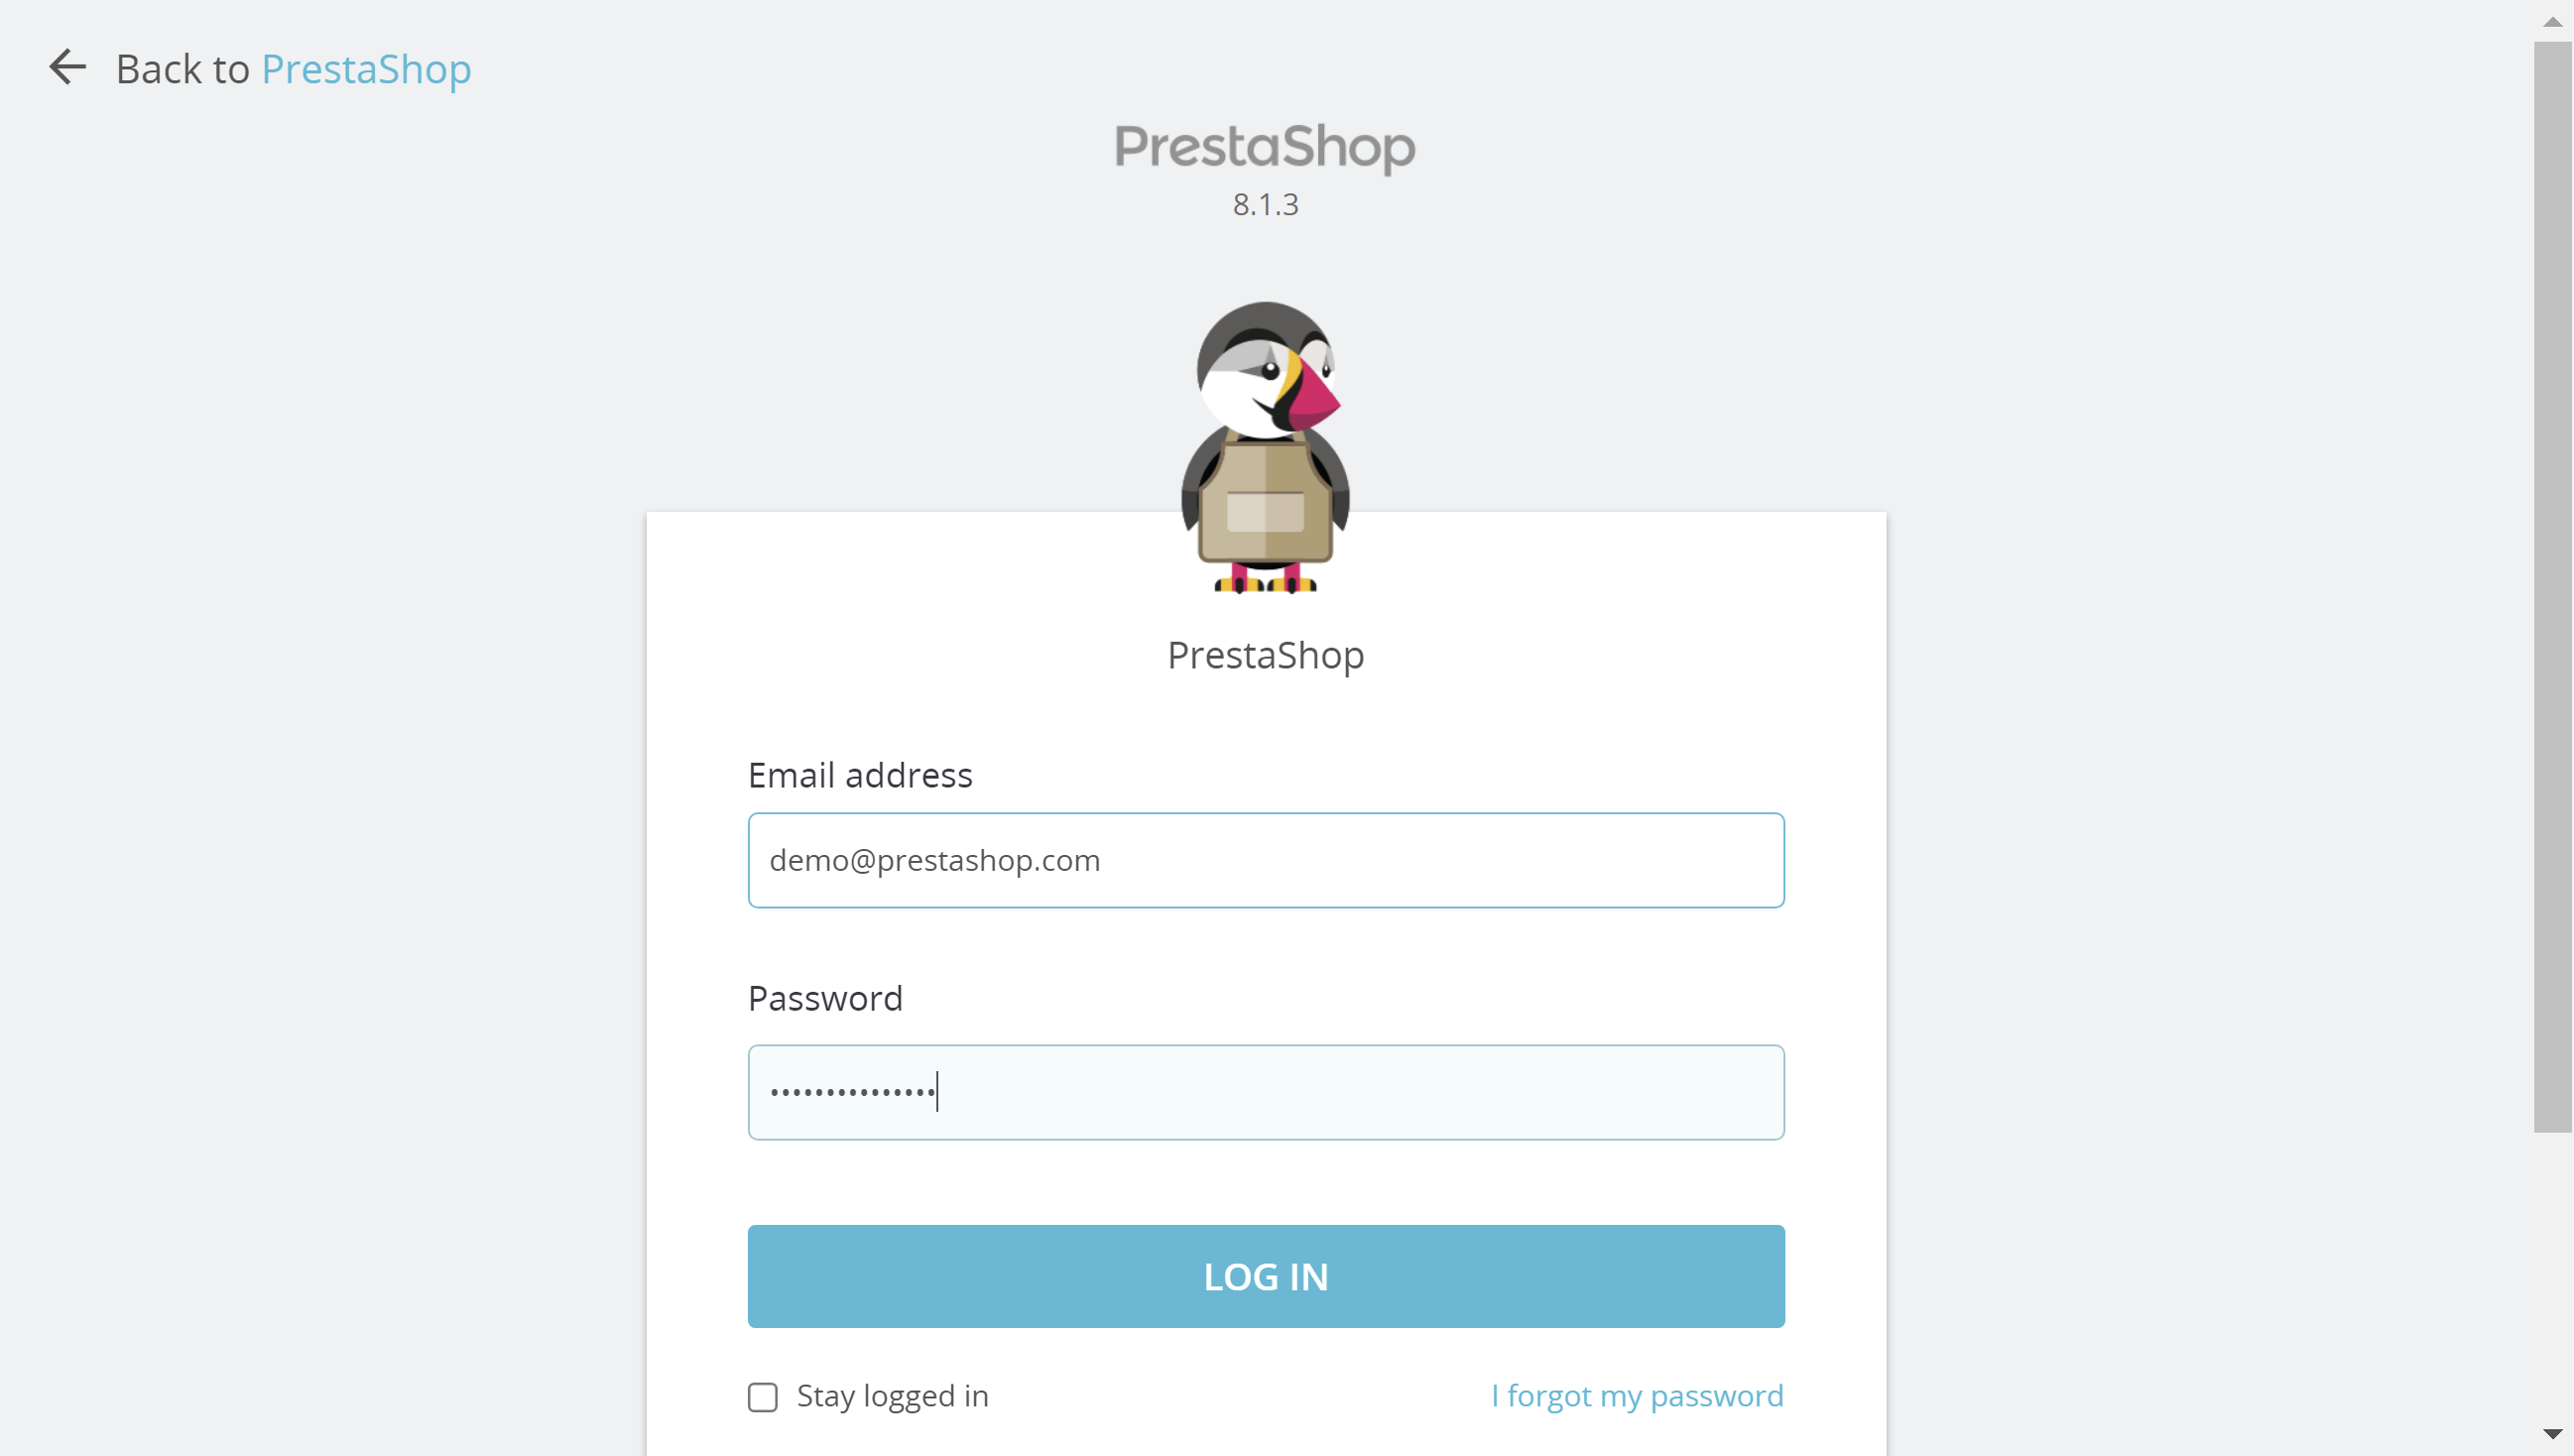 Back to PrestaShop
PrestaShop
8.1.3
PrestaShop
Email address
demo@prestashop.com
Password
•••••••••••••••
LOG IN
Stay logged in
I forgot my password